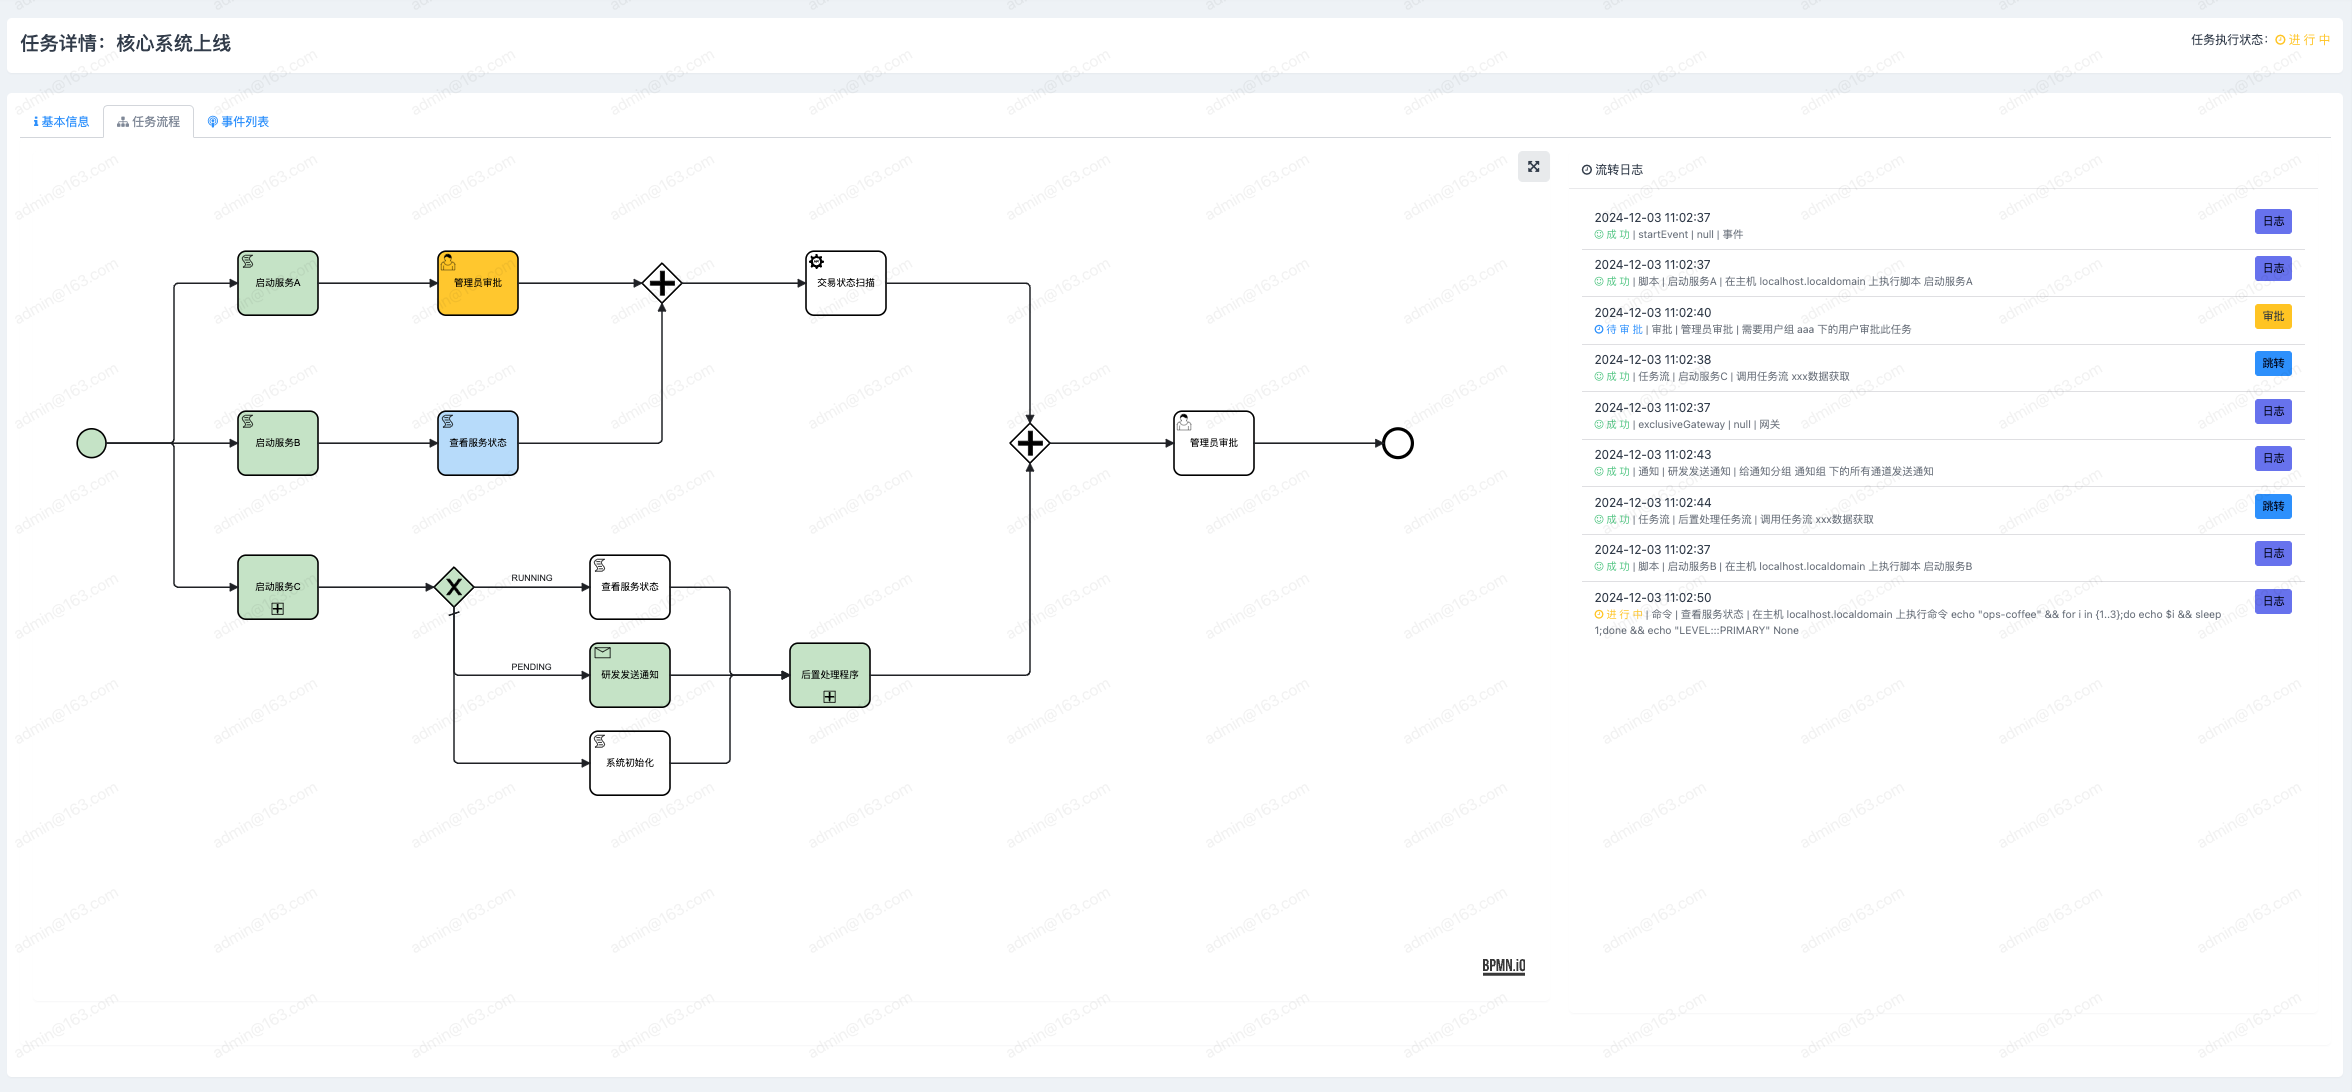 任务详情：核心系统上线
任务执行状态： 进行中
基本信息
任务流程
事件列表
启动服务A
管理员审批
交易状态扫描
启动服务B
查看服务状态
管理员审批
启动服务C
RUNNING
查看服务状态
PENDING
研发发送通知
后置处理程序
系统初始化
BPMN.iO
流转日志
2024-12-03 11:02:37
日志
成功 | startEvent | null | 事件
2024-12-03 11:02:37
日志
成功 | 脚本 | 启动服务A | 在主机 localhost.localdomain 上执行脚本 启动服务A
2024-12-03 11:02:40
审批
待审批 | 审批 | 管理员审批 | 需要用户组 aaa 下的用户审批此任务
2024-12-03 11:02:38
跳转
成功 | 任务流 | 启动服务C | 调用任务流 xxx数据获取
2024-12-03 11:02:37
日志
成功 | exclusiveGateway | null | 网关
2024-12-03 11:02:43
日志
成功 | 通知 | 研发发送通知 | 给通知分组 通知组 下的所有通道发送通知
2024-12-03 11:02:44
跳转
成功 | 任务流 | 后置处理任务流 | 调用任务流 xxx数据获取
2024-12-03 11:02:37
日志
成功 | 脚本 | 启动服务B | 在主机 localhost.localdomain 上执行脚本 启动服务B
2024-12-03 11:02:50
日志
进行中 | 命令 | 查看服务状态 | 在主机 localhost.localdomain 上执行命令 echo "ops-coffee" && for i in {1..3};do echo $i && sleep
1;done && echo "LEVEL:::PRIMARY" None
admin@163.com